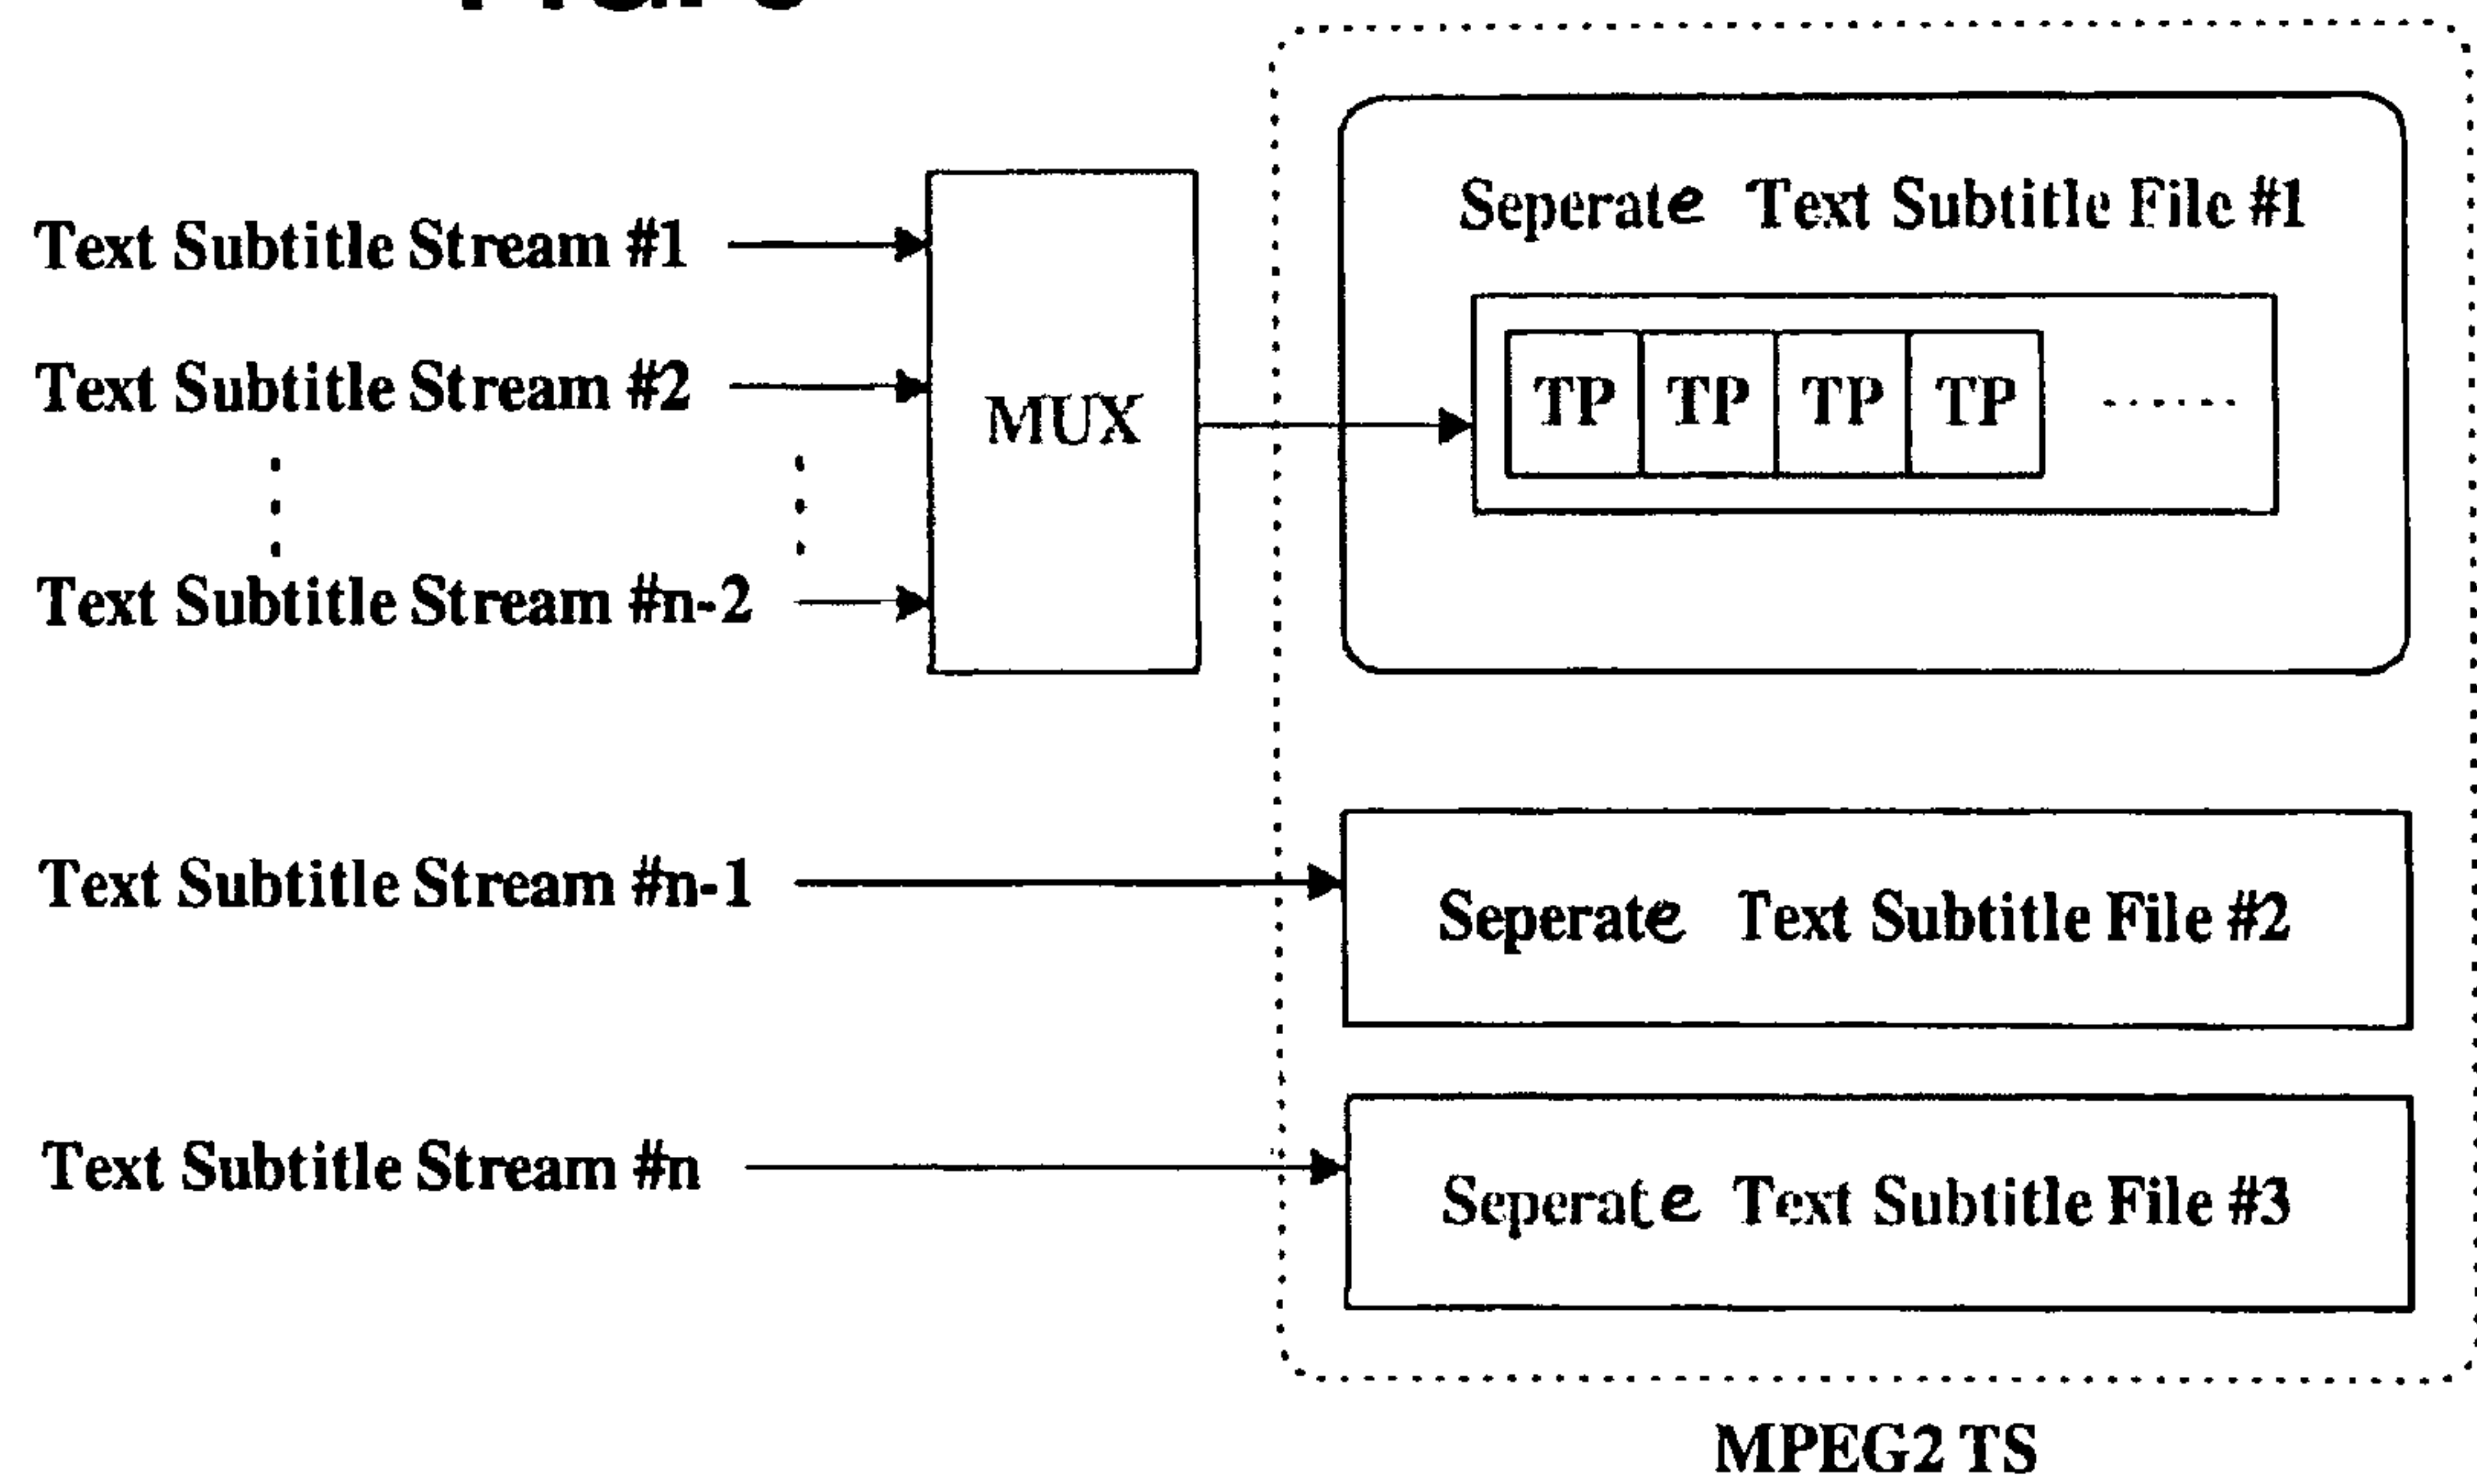 Seperate Text Subtitle File #1
Text Subtitle Stream #1
Text Subtitle Stream #2
MUX
TP TP TP TP ......
Text Subtitle Stream #n-2
Text Subtitle Stream #n-1
Seperate Text Subtitle File #2
Text Subtitle Stream #n
Seperate Text Subtitle File #3
MPEG2 TS